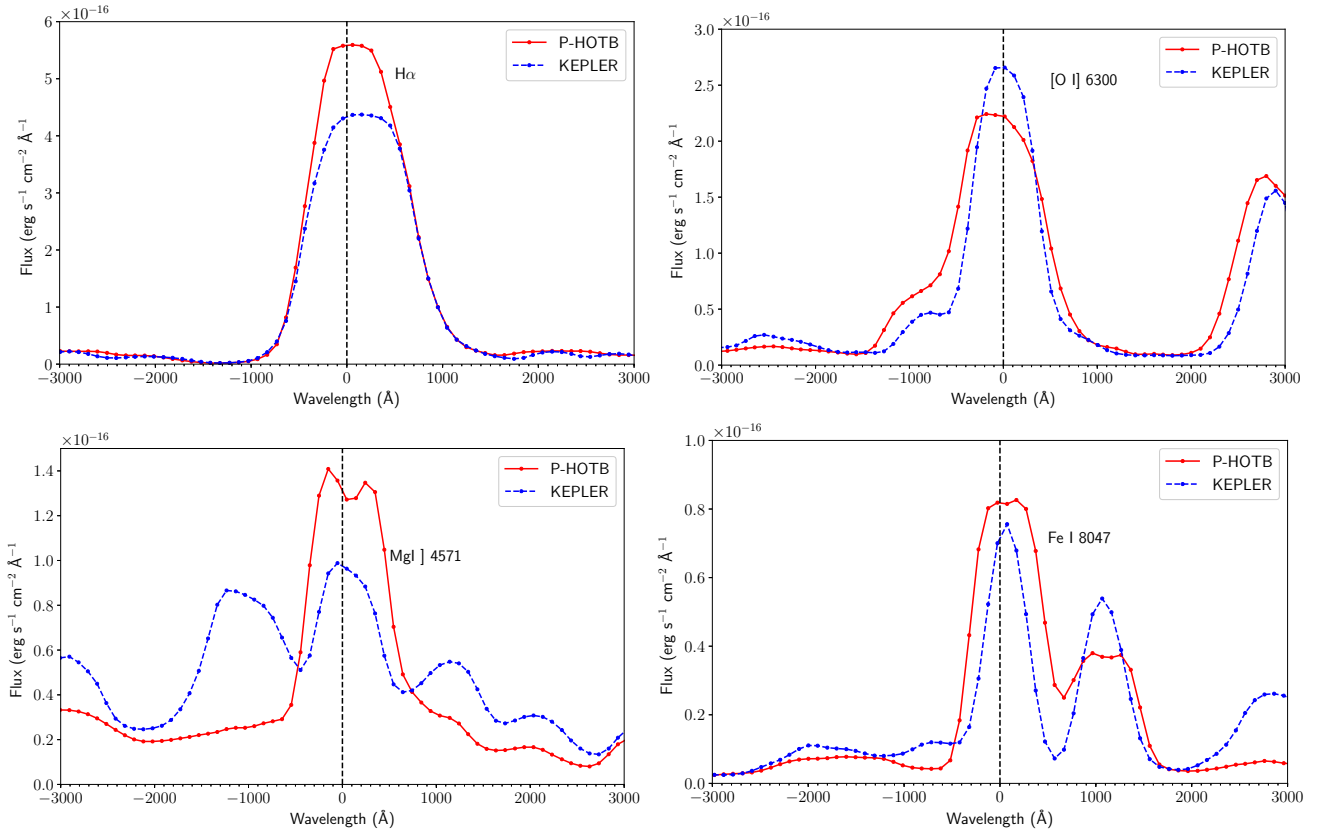 ×10⁻¹⁶
6
5
4
3
2
1
0
Flux (erg s⁻¹ cm⁻² Å⁻¹)
P-HOTB
KEPLER
Hα
−3000 −2000 −1000 0 1000 2000 3000
Wavelength (Å)
×10⁻¹⁶
3.0
2.5
2.0
1.5
1.0
0.5
0.0
Flux (erg s⁻¹ cm⁻² Å⁻¹)
P-HOTB
KEPLER
[O I] 6300
−3000 −2000 −1000 0 1000 2000 3000
Wavelength (Å)
×10⁻¹⁶
1.4
1.2
1.0
0.8
0.6
0.4
0.2
0.0
Flux (erg s⁻¹ cm⁻² Å⁻¹)
P-HOTB
KEPLER
MgI ] 4571
−3000 −2000 −1000 0 1000 2000 3000
Wavelength (Å)
×10⁻¹⁶
1.0
0.8
0.6
0.4
0.2
0.0
Flux (erg s⁻¹ cm⁻² Å⁻¹)
P-HOTB
KEPLER
Fe I 8047
−3000 −2000 −1000 0 1000 2000 3000
Wavelength (Å)